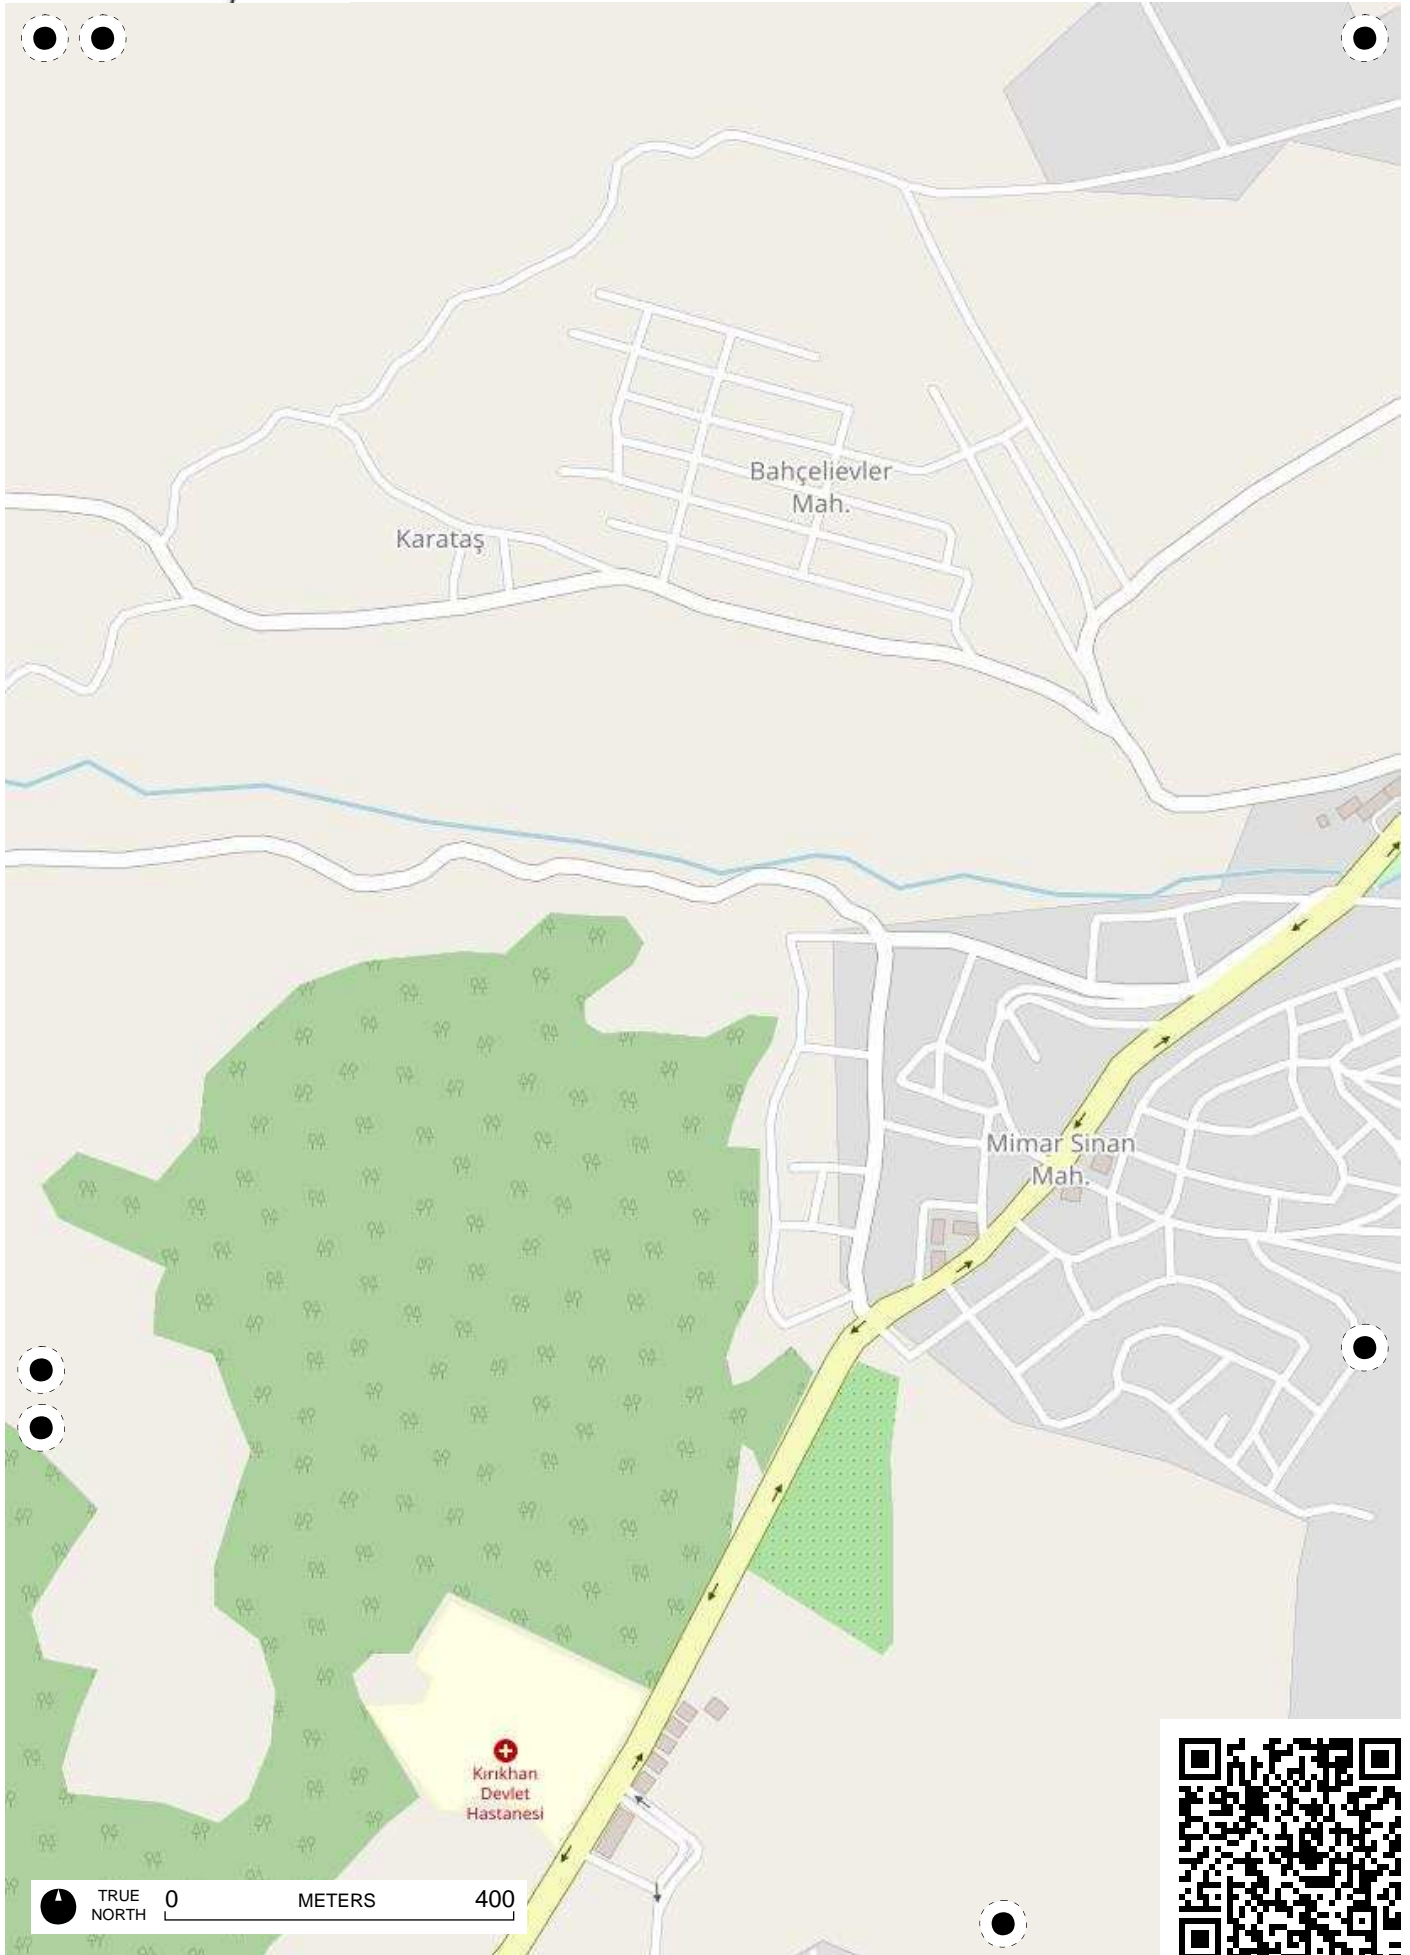 Bahçelievler
Mah.
Karataş
Mimar Sinan
Mah.
Kırıkhan
Devlet
Hastanesi
TRUE
NORTH
0 METERS 400